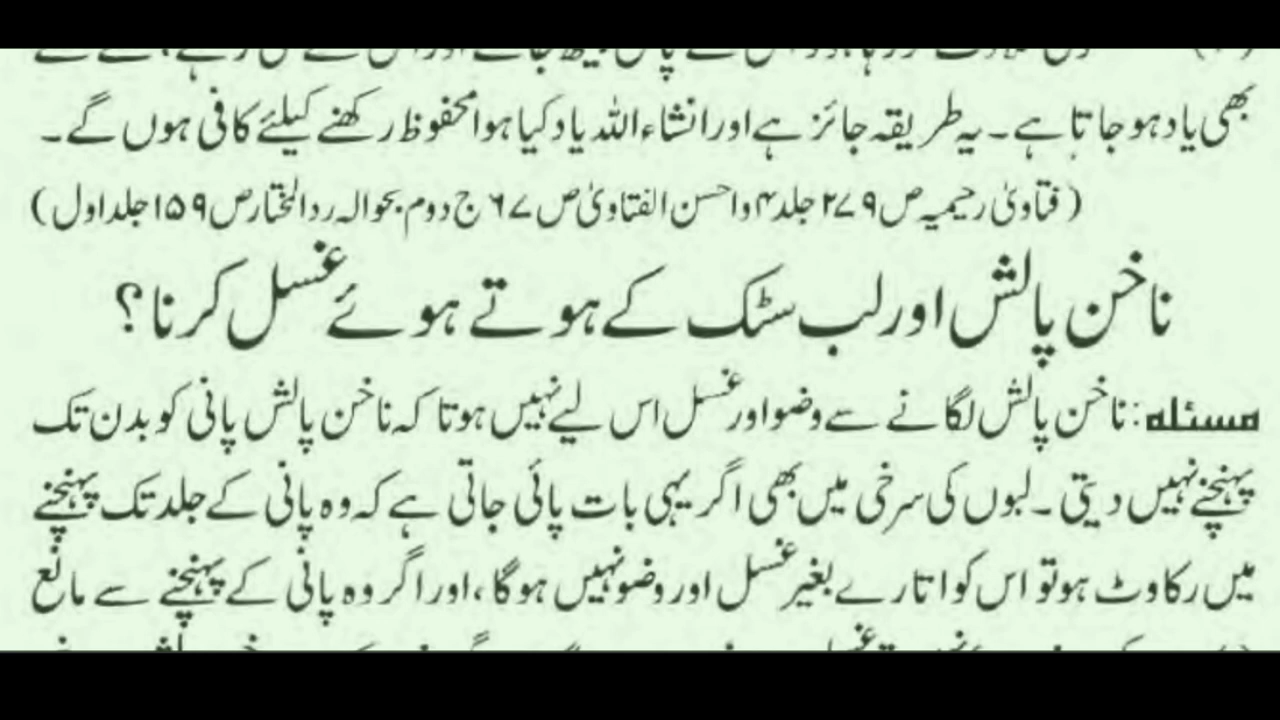 بھی یاد ہو جاتا ہے۔ یہ طریقہ جائز ہے اور انشاء اللہ یاد کیا ہوا محفوظ رکھنے کیلئے کافی ہوں گے۔
(فتاویٰ رحیمیہ ص ۲۷۹ جلد ۴ و احسن الفتاویٰ ص ۶۷ ج دوم بحوالہ ردالمختار ص ۱۵۹ جلد اول)
ناخن پالش اور لب سٹک کے ہوتے ہوئے غسل کرنا؟
مسئلہ: ناخن پالش لگانے سے وضو اور غسل اس لیے نہیں ہوتا کہ ناخن پالش پانی کو بدن تک
پہنچنے نہیں دیتی۔ لبوں کی سرخی میں بھی اگر یہی بات پائی جاتی ہے کہ وہ پانی کے جلد تک پہنچنے
میں رکاوٹ ہو تو اس کو اتارے بغیر غسل اور وضو نہیں ہوگا، اور اگر وہ پانی کے پہنچنے سے مانع